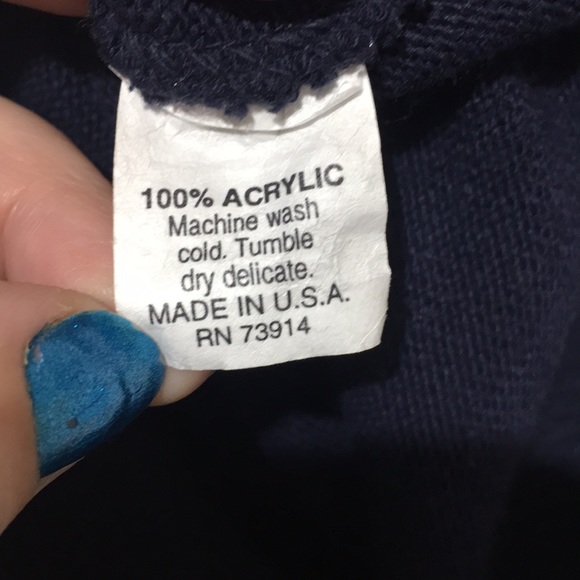 100% ACRYLIC
Machine wash
cold. Tumble
dry delicate.
MADE IN U.S.A.
RN 73914